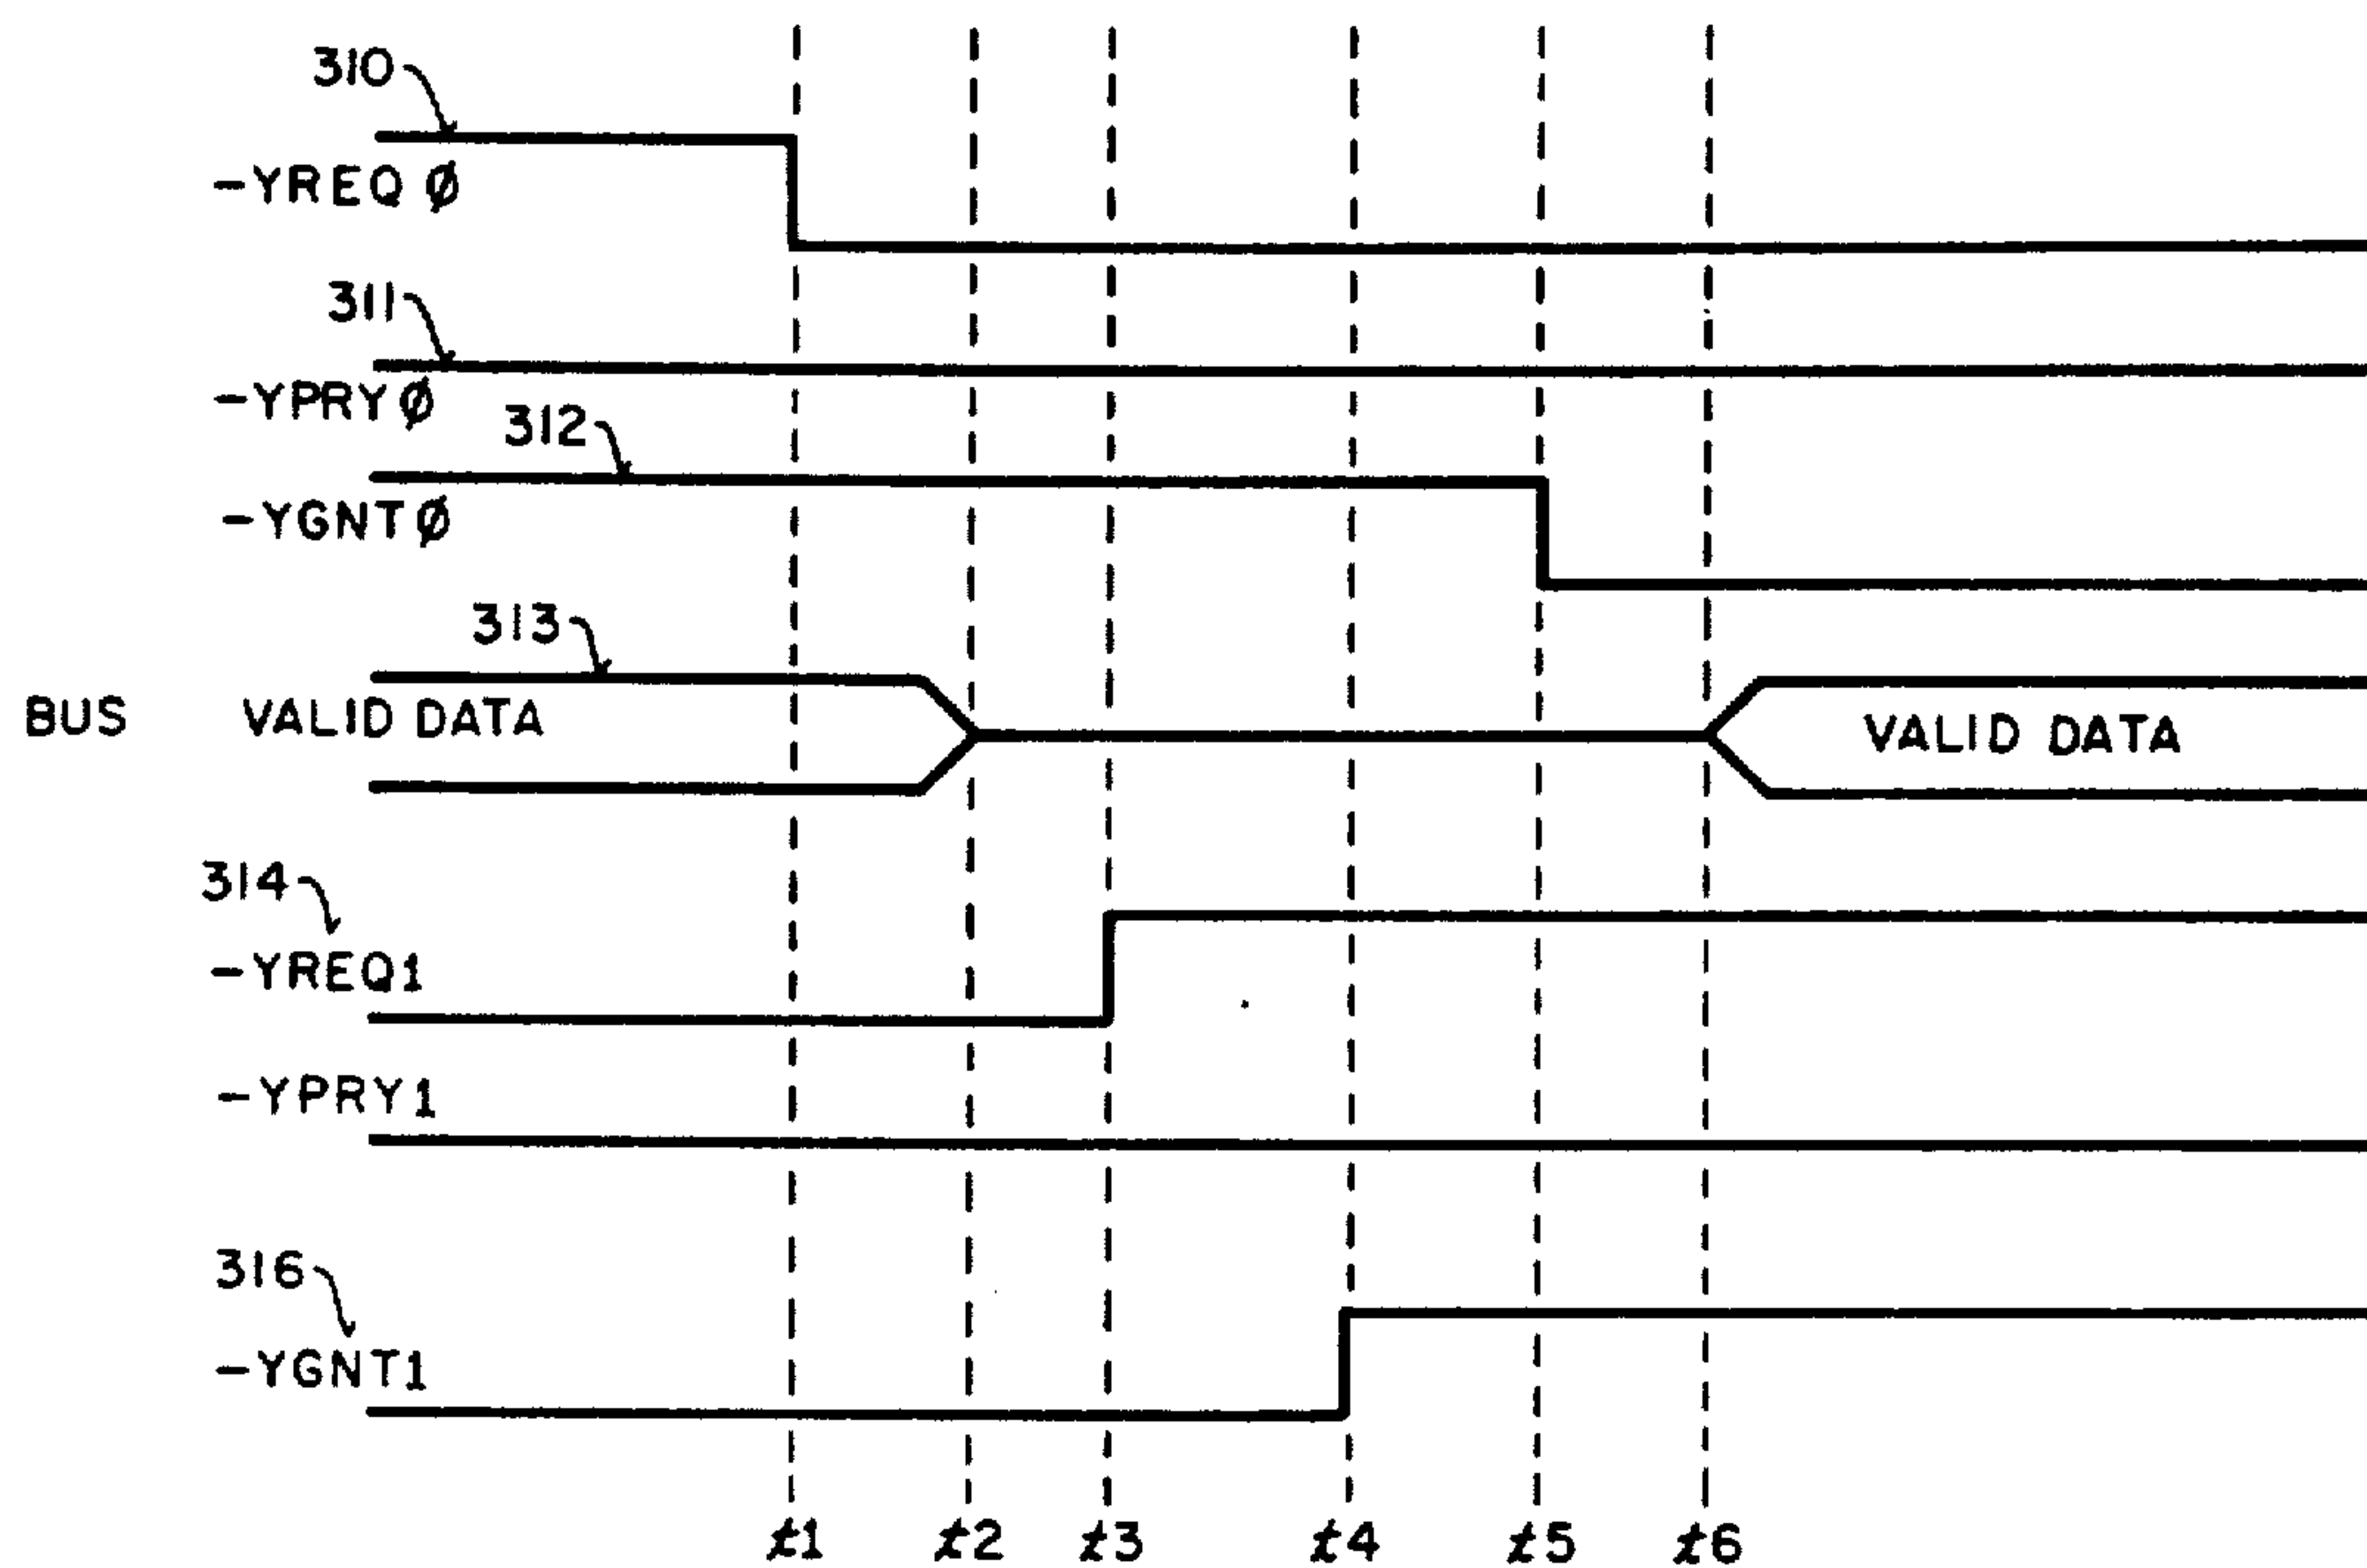 310
-YREQ Ø
311
-YPRY Ø
312
-YGNT Ø
313
BUS VALID DATA VALID DATA
314
-YREQ1
-YPRY1
316
-YGNT1
t1 t2 t3 t4 t5 t6